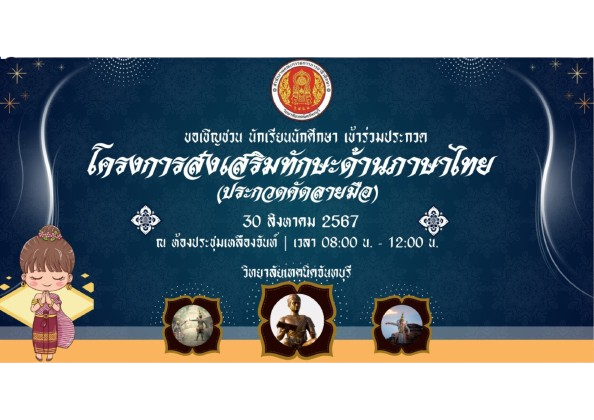 ขอเชิญชวน นักเรียนนักศึกษา เข้าร่วมประกวด
โครงการส่งเสริมทักษะด้านภาษาไทย
(ประกวดคัดลายมือ)
30 สิงหาคม 2567
ณ ห้องประชุมเหลืองจันท์ | เวลา 08:00 น. - 12:00 น.
วิทยาลัยเทคนิคจันทบุรี